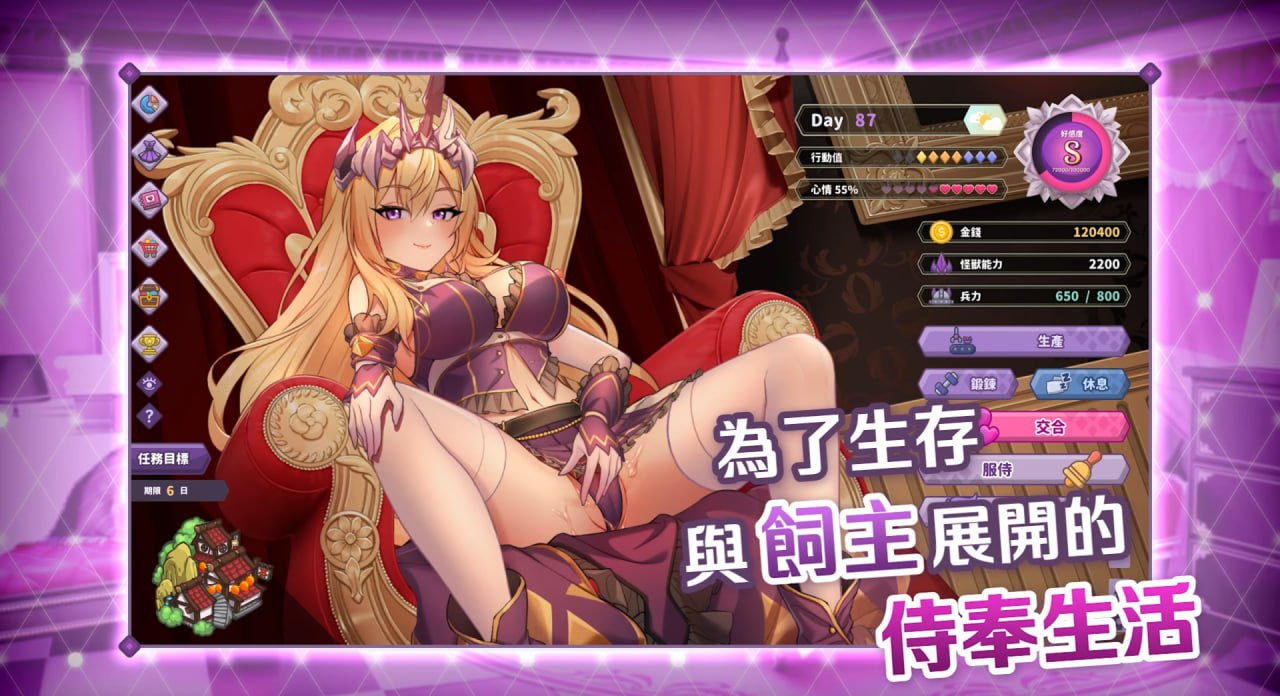 Day 87
行動值
心情 55%
好感度
S
金錢 120400
怪獸能力 2200
兵力 650 / 800
生產
鍛鍊 休息
交合
服侍
?
任務目標
期限 6 日
為了生存
與飼主展開的
侍奉生活